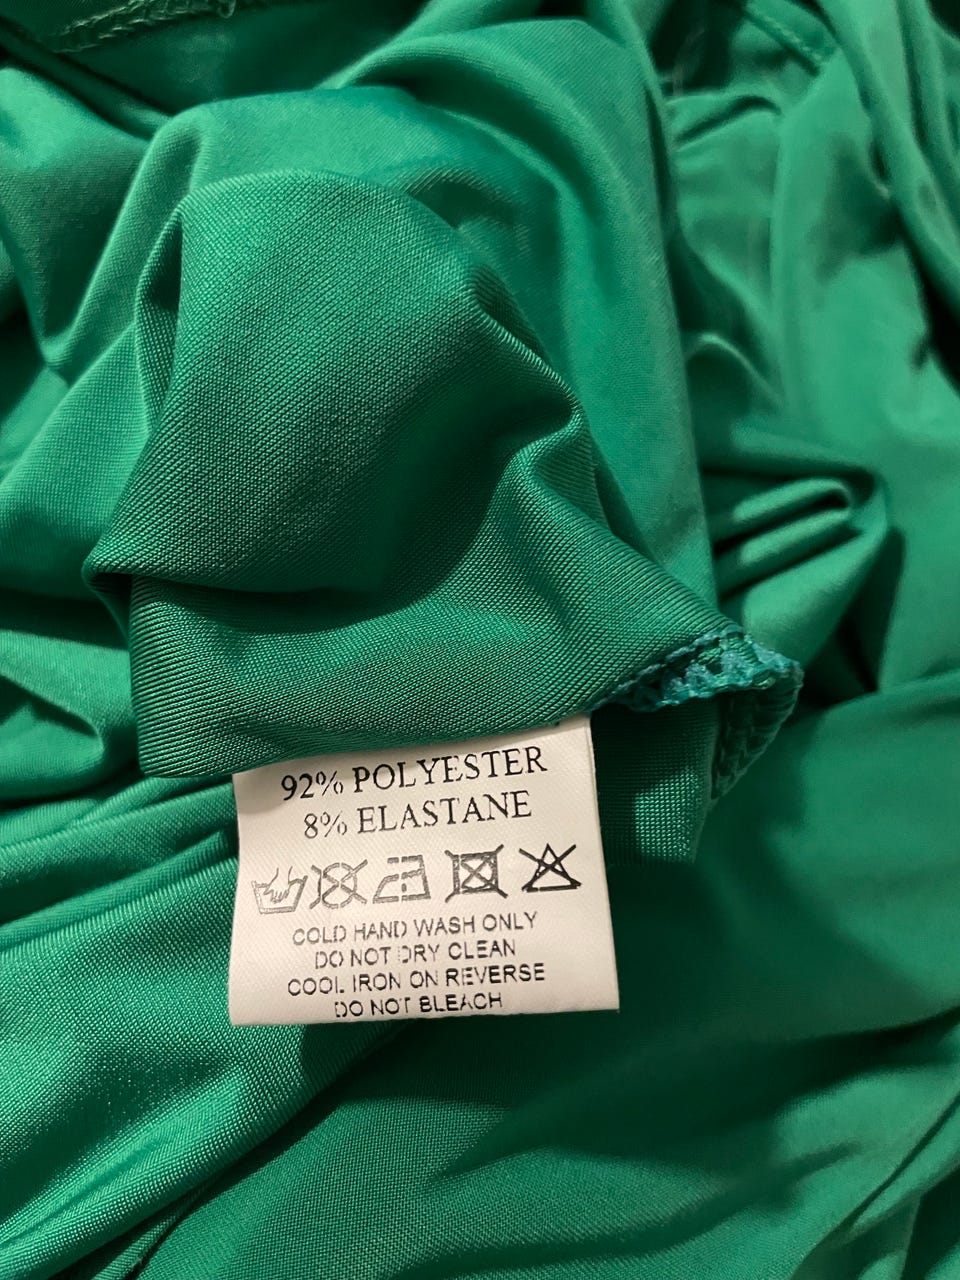 92% POLYESTER
8% ELASTANE
COLD HAND WASH ONLY
DO NOT DRY CLEAN
COOL IRON ON REVERSE
DO NOT BLEACH